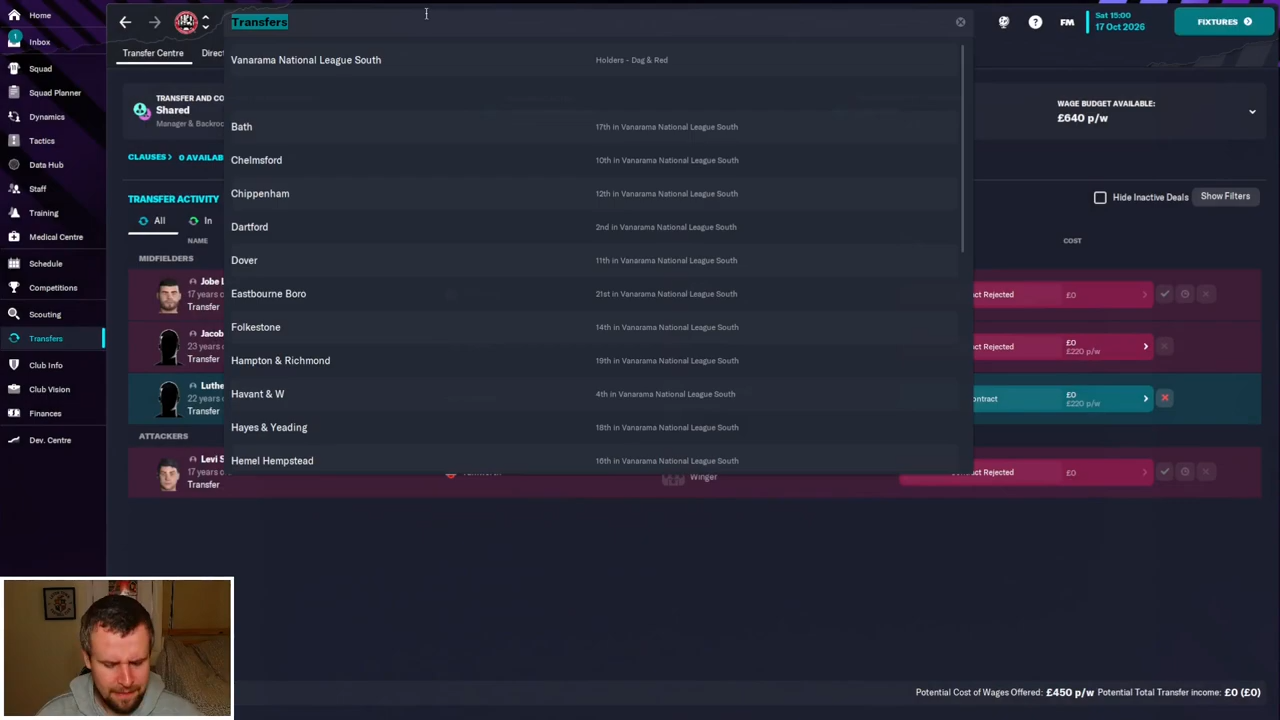 Home
Transfers
FM
Sat 15:00
17 Oct 2026
FIXTURES
1
Inbox
Transfer Centre
Direct
Squad
Squad Planner
Dynamics
Tactics
Data Hub
Staff
Training
Medical Centre
Schedule
Competitions
Scouting
Transfers
Club Info
Club Vision
Finances
Dev. Centre
TRANSFER AND CO
Shared
Manager & Backroo
WAGE BUDGET AVAILABLE:
£640 p/w
CLAUSES > 0 AVAILAB
TRANSFER ACTIVITY
All
In
NAME
Hide Inactive Deals
Show Filters
COST
Vanarama National League South
Holders - Dag & Red
Bath
17th in Vanarama National League South
Chelmsford
10th in Vanarama National League South
Chippenham
12th in Vanarama National League South
Dartford
2nd in Vanarama National League South
Dover
11th in Vanarama National League South
Eastbourne Boro
21st in Vanarama National League South
Folkestone
14th in Vanarama National League South
Hampton & Richmond
19th in Vanarama National League South
Havant & W
4th in Vanarama National League South
Hayes & Yeading
18th in Vanarama National League South
Hemel Hempstead
16th in Vanarama National League South
MIDFIELDERS
Jobe L
17 years o
Transfer
ct Rejected
£0
Jacob
23 years o
Transfer
ct Rejected
£0
£220 p/w
Luthe
22 years o
Transfer
ontract
£0
£220 p/w
ATTACKERS
Levi S
17 years o
Transfer
Winger
Rejected
£0
Potential Cost of Wages Offered: £450 p/w Potential Total Transfer income: £0 (£0)